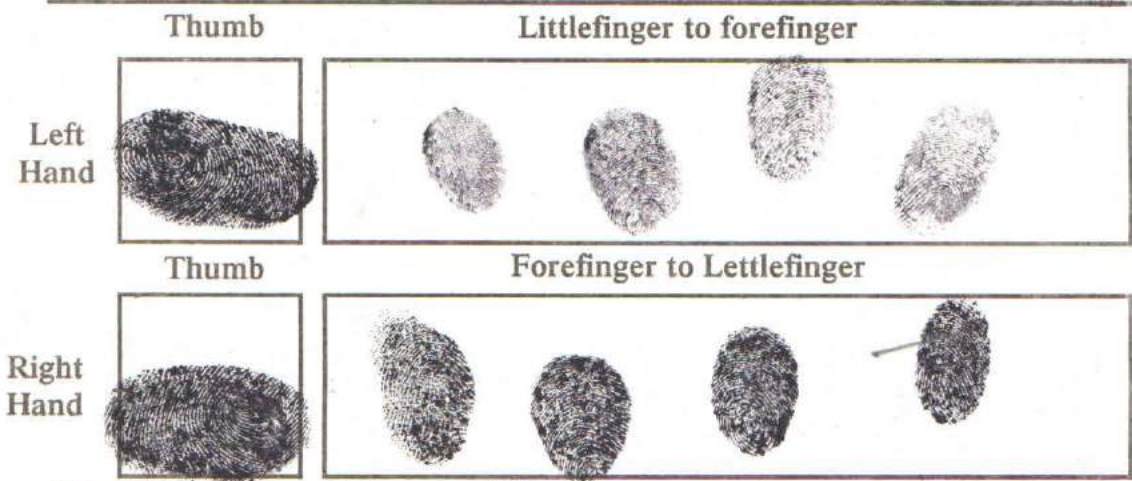 Thumb Littlefinger to forefinger
Left
Hand
Thumb Forefinger to Lettlefinger
Right
Hand